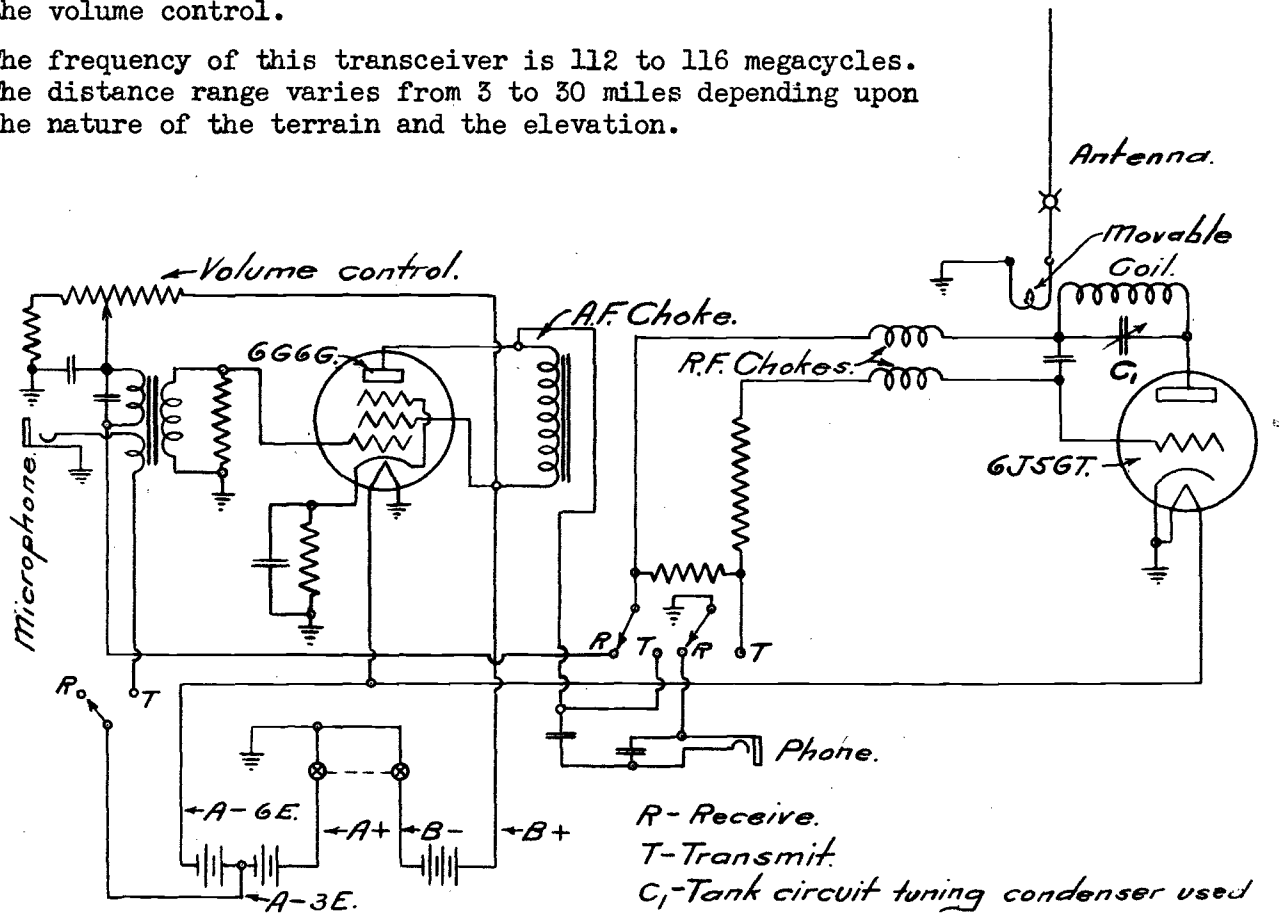 he volume control.
he frequency of this transceiver is 112 to 116 megacycles.
he distance range varies from 3 to 30 miles depending upon
he nature of the terrain and the elevation.
Antenna.
Movable
Coil.
Volume control.
A.F. Choke.
6G6G.
R.F. Chokes.
C1
6J5GT.
Microphone.
R T R T
R T
Phone.
A-6E.
A+ B- B+
A-3E.
R-Receive.
T-Transmit.
C1-Tank circuit tuning condenser used